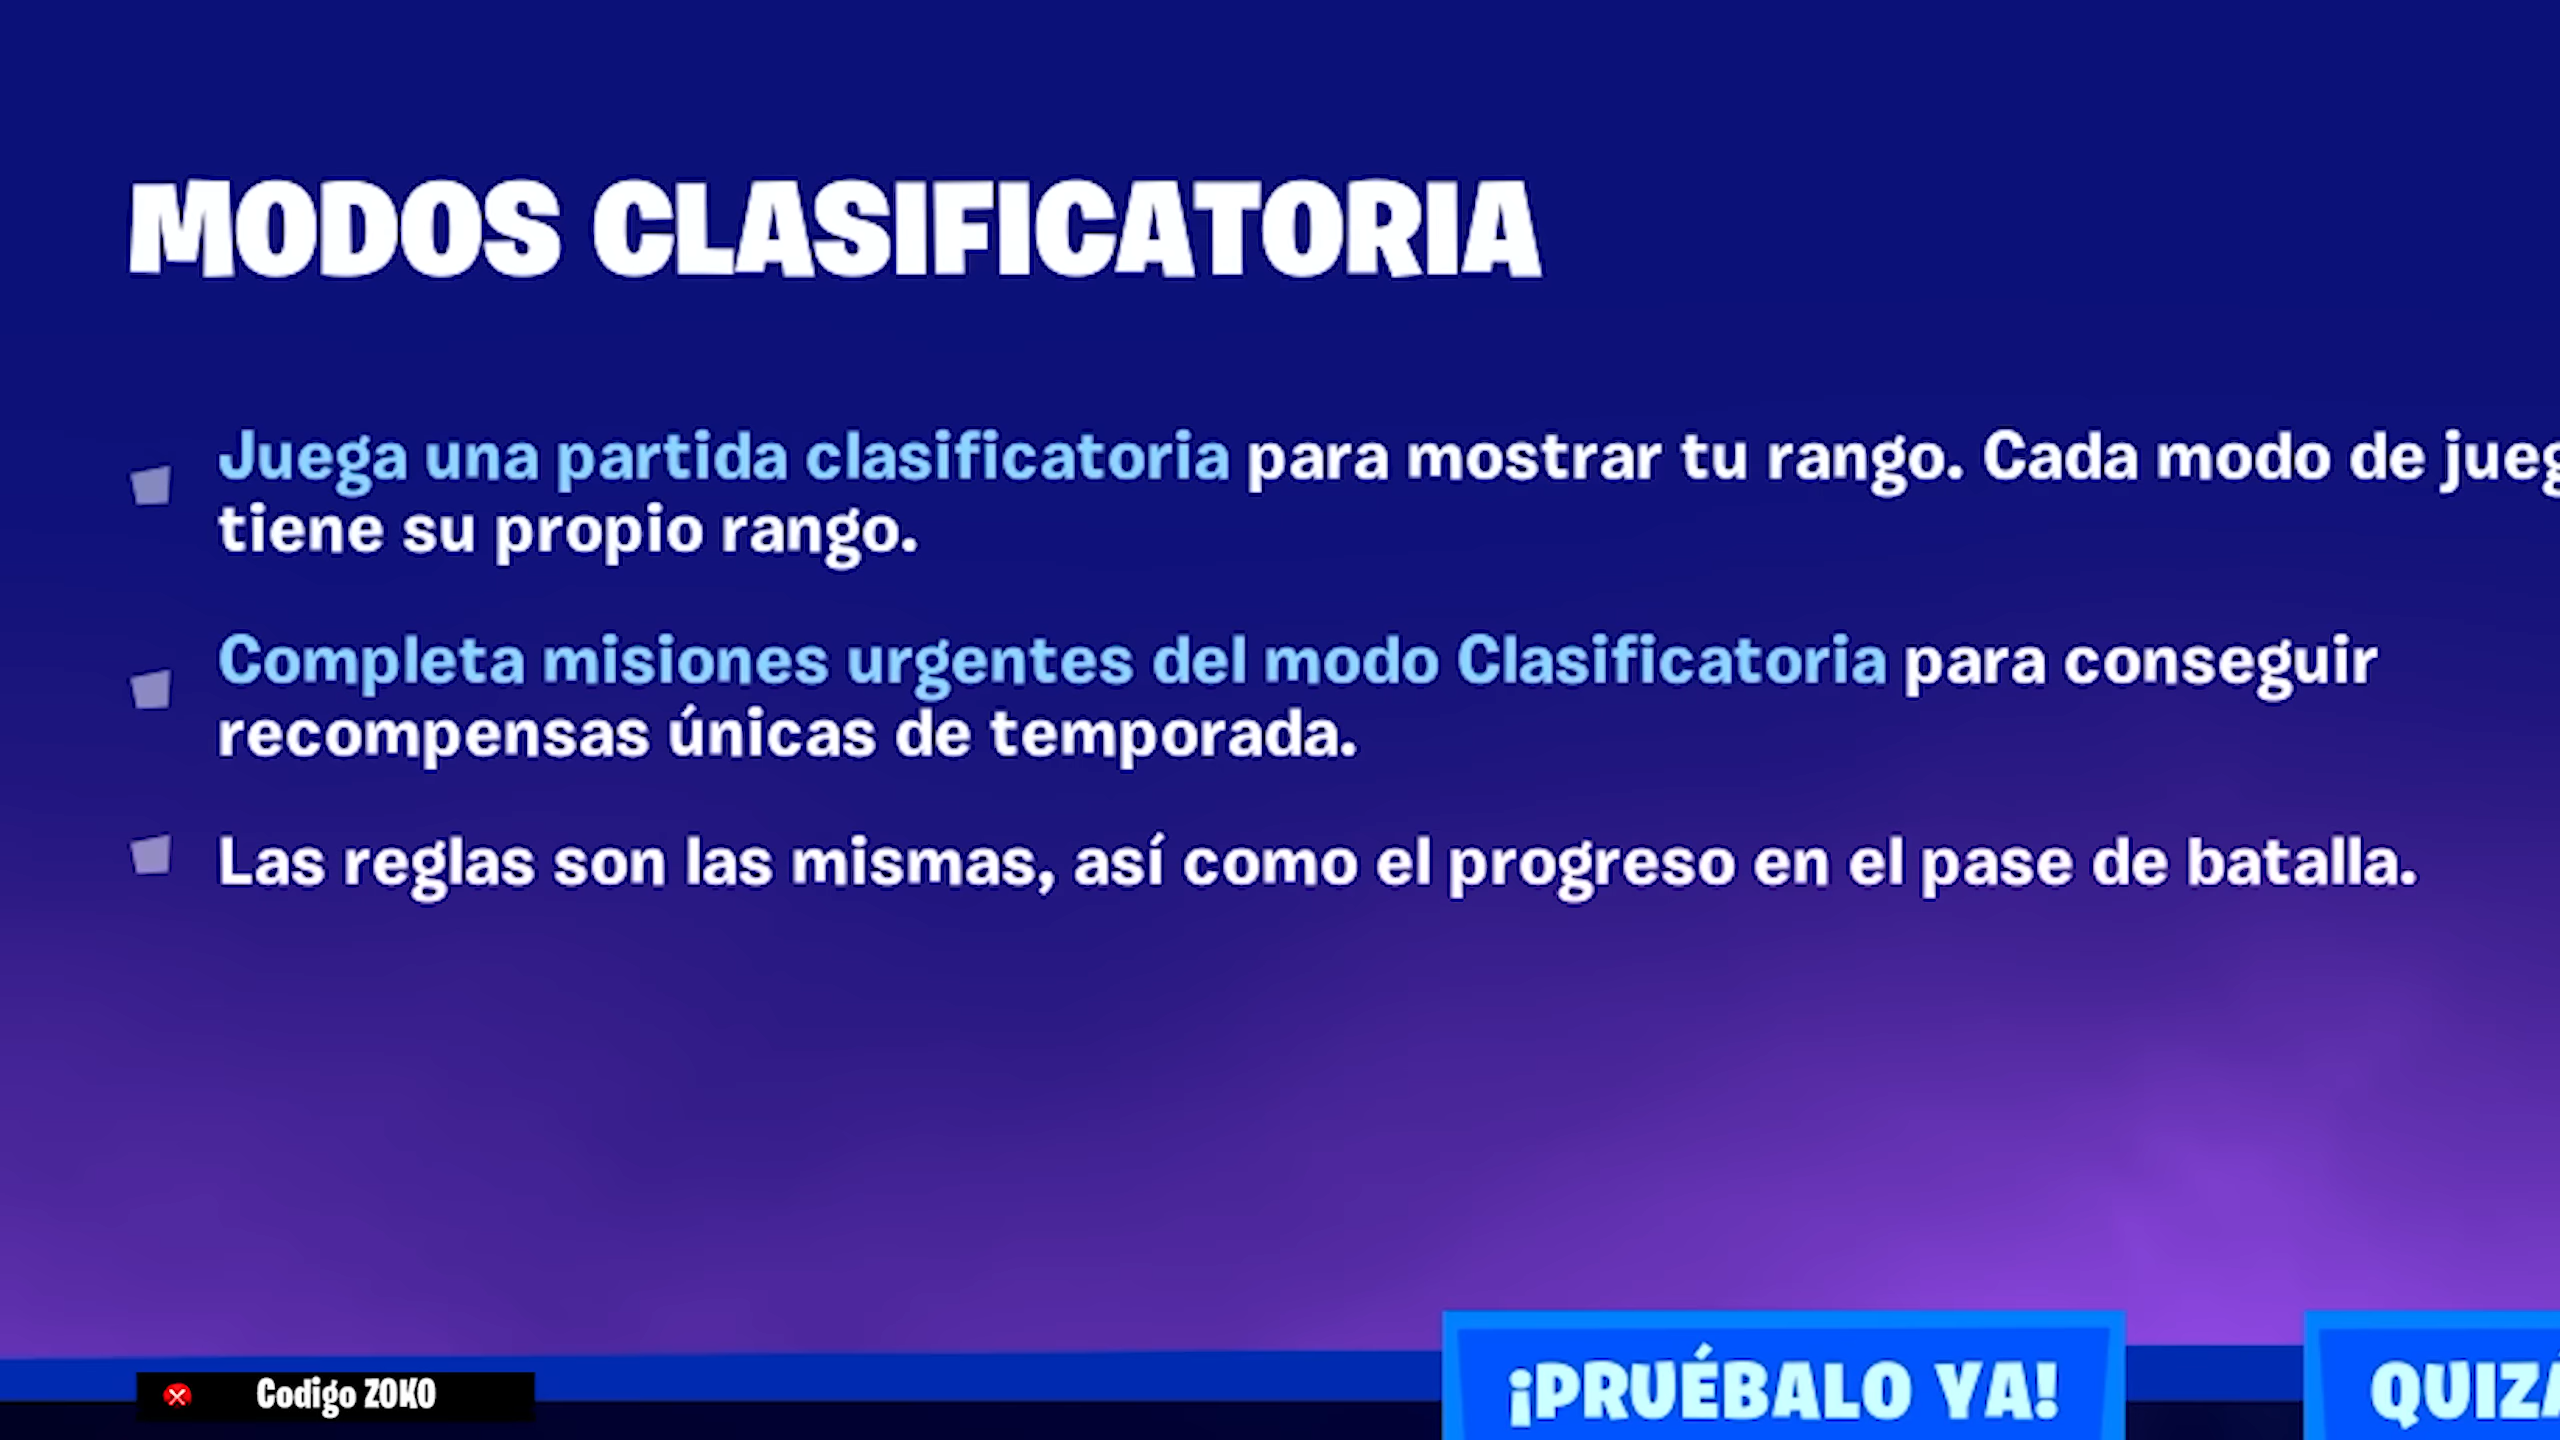 MODOS CLASIFICATORIA
Juega una partida clasificatoria para mostrar tu rango. Cada modo de
tiene su propio rango.
Completa misiones urgentes del modo Clasificatoria para conseguir
recompensas únicas de temporada.
Las reglas son las mismas, así como el progreso en el pase de batalla.
Codigo ZOKO
¡PRUÉBALO YA!